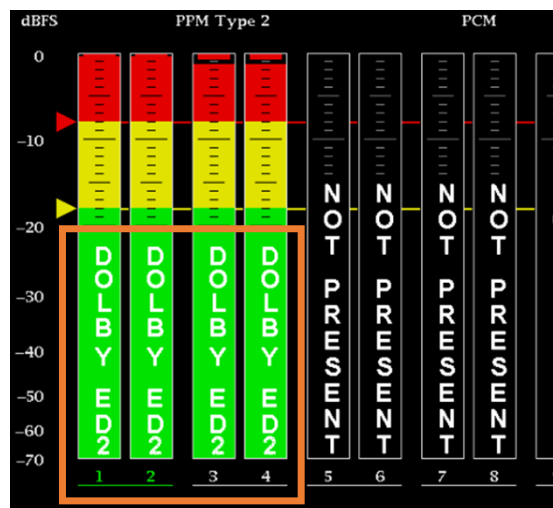 dBFS PPM Type 2 PCM
0
-10
-20
-30
-40
-50
-60
-70
DOLBY ED2
DOLBY ED2
DOLBY ED2
DOLBY ED2
NOT PRESENT
NOT PRESENT
NOT PRESENT
NOT PRESENT
1 2 3 4 5 6 7 8